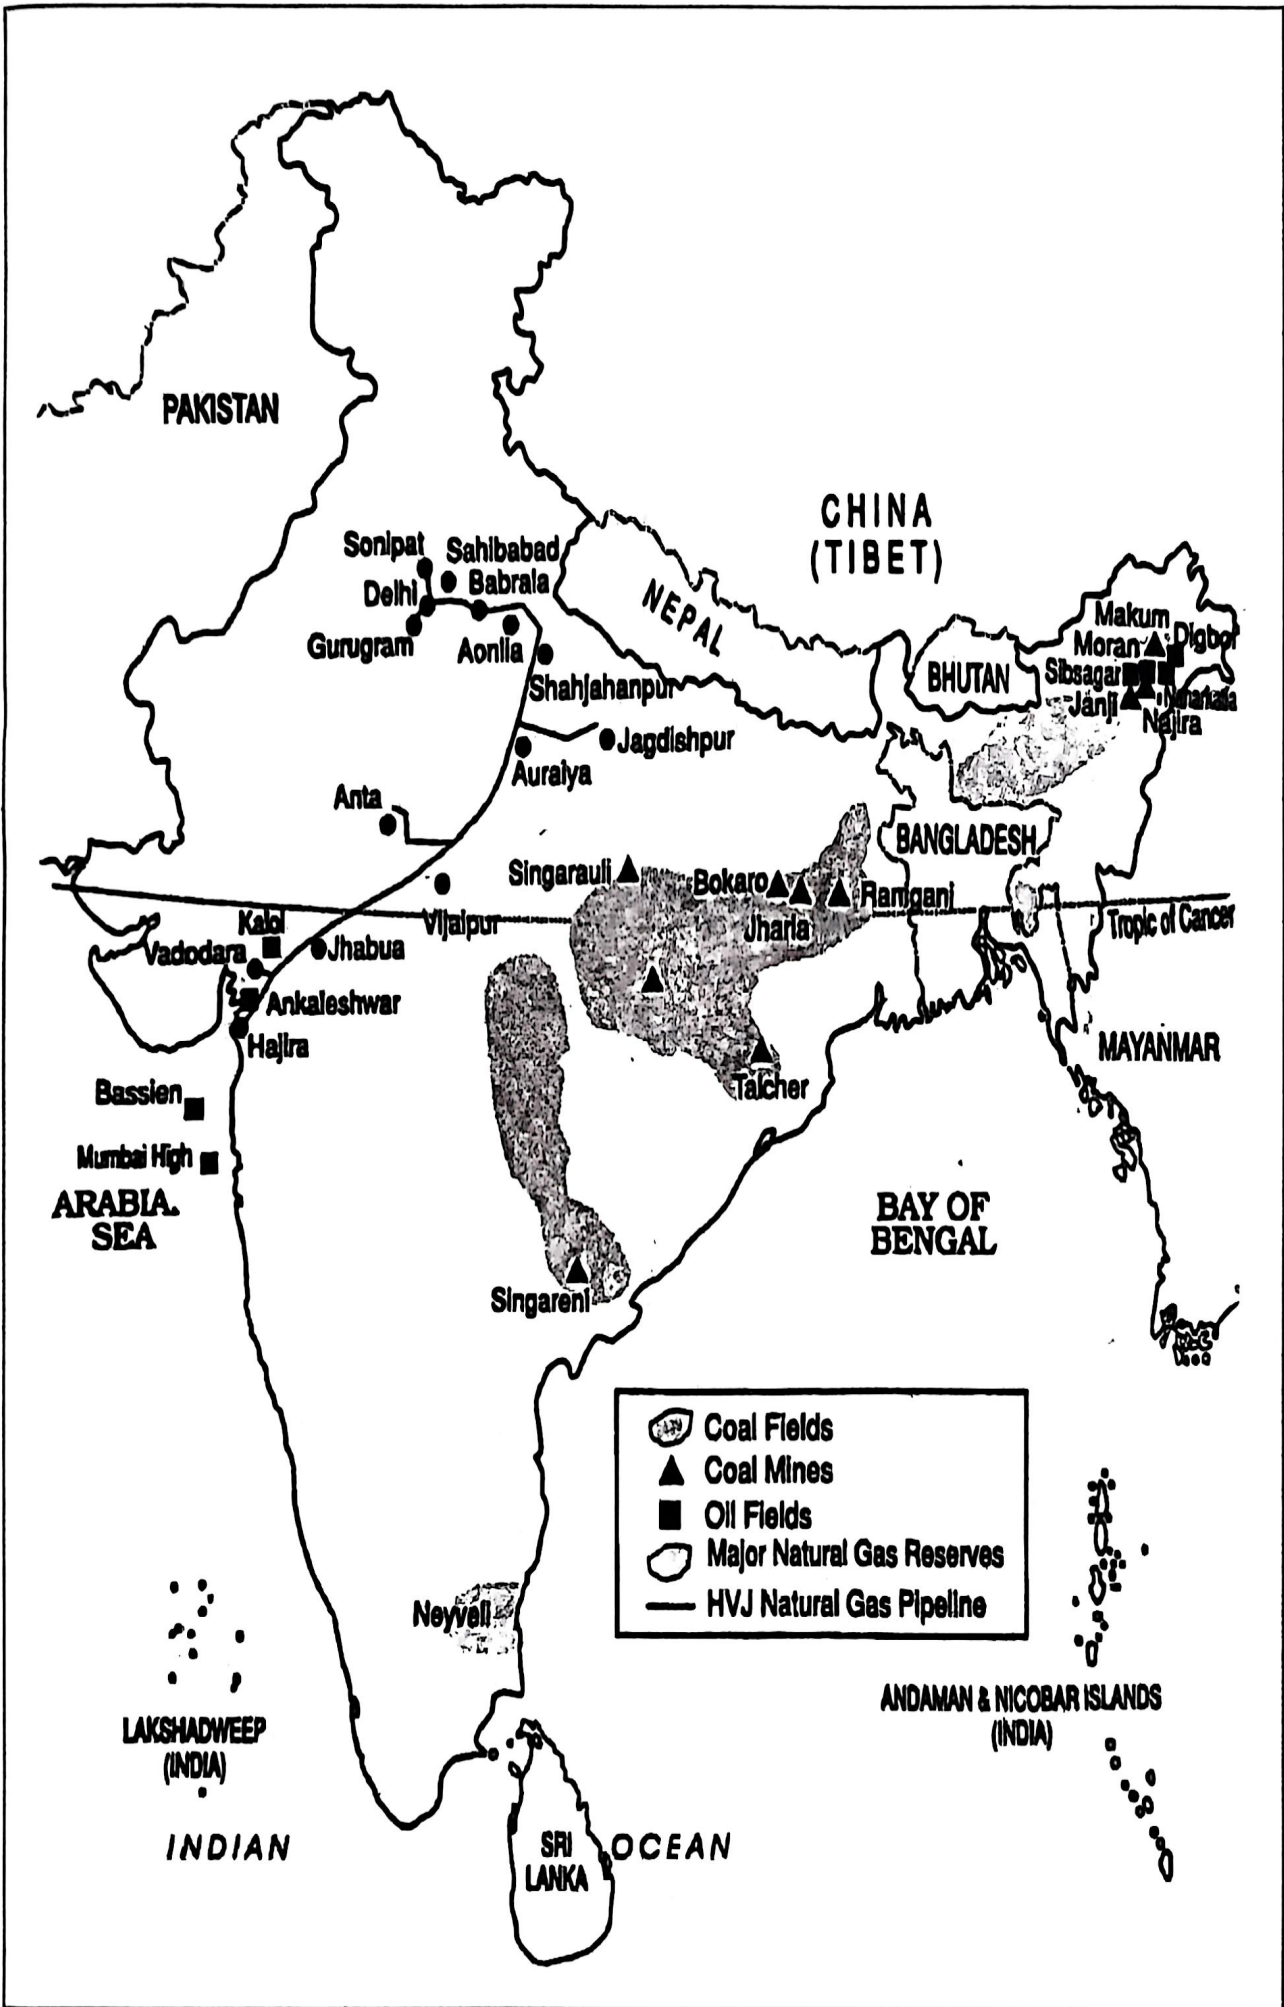 PAKISTAN
CHINA
(TIBET)
NEPAL
BHUTAN
Sonipat
Sahibabad
Delhi
Babrala
Gurugram
Aonlla
Shahjahanpur
Jagdishpur
Auraiya
Anta
Makum
Moran
Digboi
Sibsagar
Janji
Najira
BANGLADESH
Singarauli
Bokaro
Raniganj
Jharia
Tropic of Cancer
Kalol
Vijaipur
Vadodara
Jhabua
Ankaleshwar
Hajira
MAYANMAR
Talcher
Bassien
Mumbai High
ARABIA.
SEA
BAY OF
BENGAL
Singareni
Coal Fields
Coal Mines
Oil Fields
Major Natural Gas Reserves
HVJ Natural Gas Pipeline
Neyveli
LAKSHADWEEP
(INDIA)
ANDAMAN & NICOBAR ISLANDS
(INDIA)
INDIAN OCEAN
SRI
LANKA